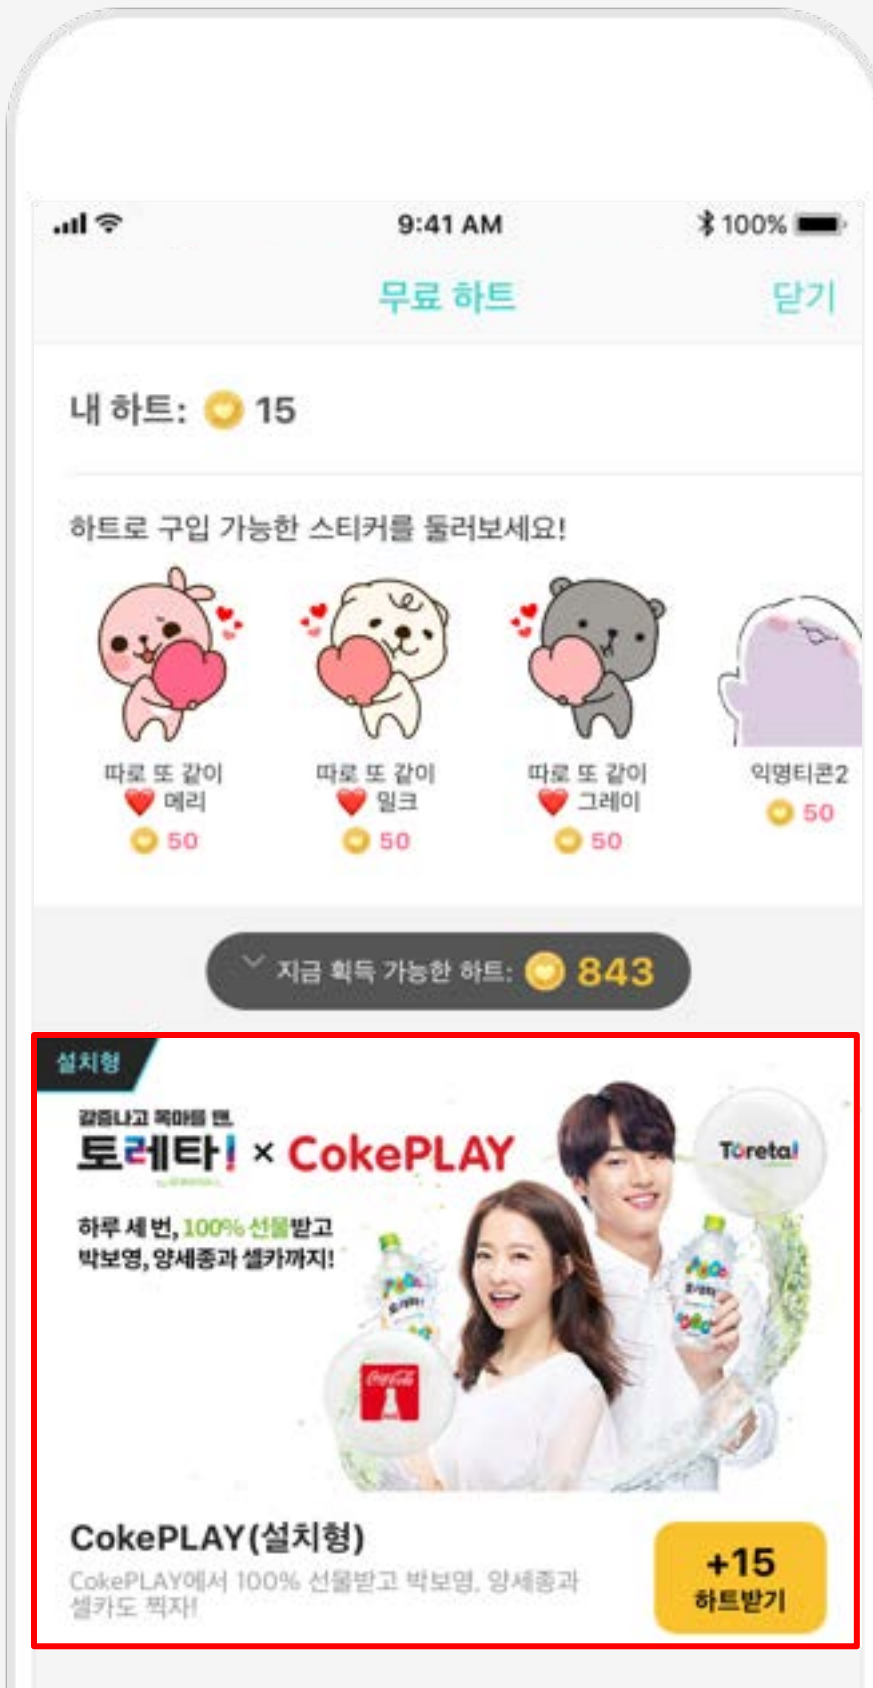 9:41 AM
100%
무료 하트
닫기
내 하트: 15
하트로 구입 가능한 스티커를 둘러보세요!
따로 또 같이
❤️ 메리
50
따로 또 같이
❤️ 밀크
50
따로 또 같이
❤️ 그레이
50
익명티콘2
50
지금 획득 가능한 하트: 843
설치형
갈증나고 목마를 땐,
토레타! × CokePLAY
하루 세 번, 100% 선물받고
박보영, 양세종과 셀카까지!
Toreta!
토레타!
Coca-Cola
CokePLAY(설치형)
CokePLAY에서 100% 선물받고 박보영, 양세종과
셀카도 찍자!
+15
하트받기